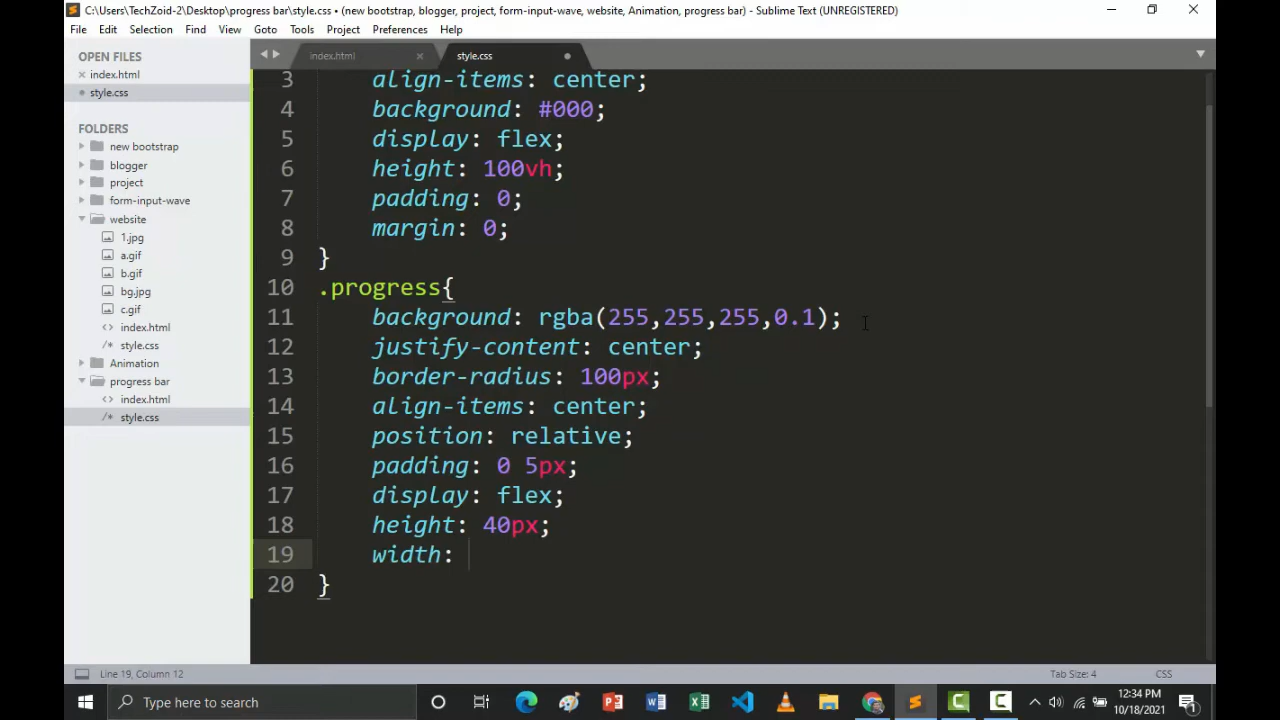 C:\Users\TechZoid-2\Desktop\progress bar\style.css • (new bootstrap, blogger, project, form-input-wave, website, Animation, progress bar) - Sublime Text (UNREGISTERED)
File Edit Selection Find View Goto Tools Project Preferences Help
OPEN FILES
index.html
style.css
FOLDERS
new bootstrap
blogger
project
form-input-wave
website
1.jpg
a.gif
b.gif
bg.jpg
c.gif
index.html
style.css
Animation
progress bar
index.html
style.css
index.html style.css
3 align-items: center;
4 background: #000;
5 display: flex;
6 height: 100vh;
7 padding: 0;
8 margin: 0;
9 }
10 .progress{
11 background: rgba(255,255,255,0.1);
12 justify-content: center;
13 border-radius: 100px;
14 align-items: center;
15 position: relative;
16 padding: 0 5px;
17 display: flex;
18 height: 40px;
19 width:
20 }
Line 19, Column 12 Tab Size: 4 CSS
Type here to search
12:34 PM
10/18/2021
1